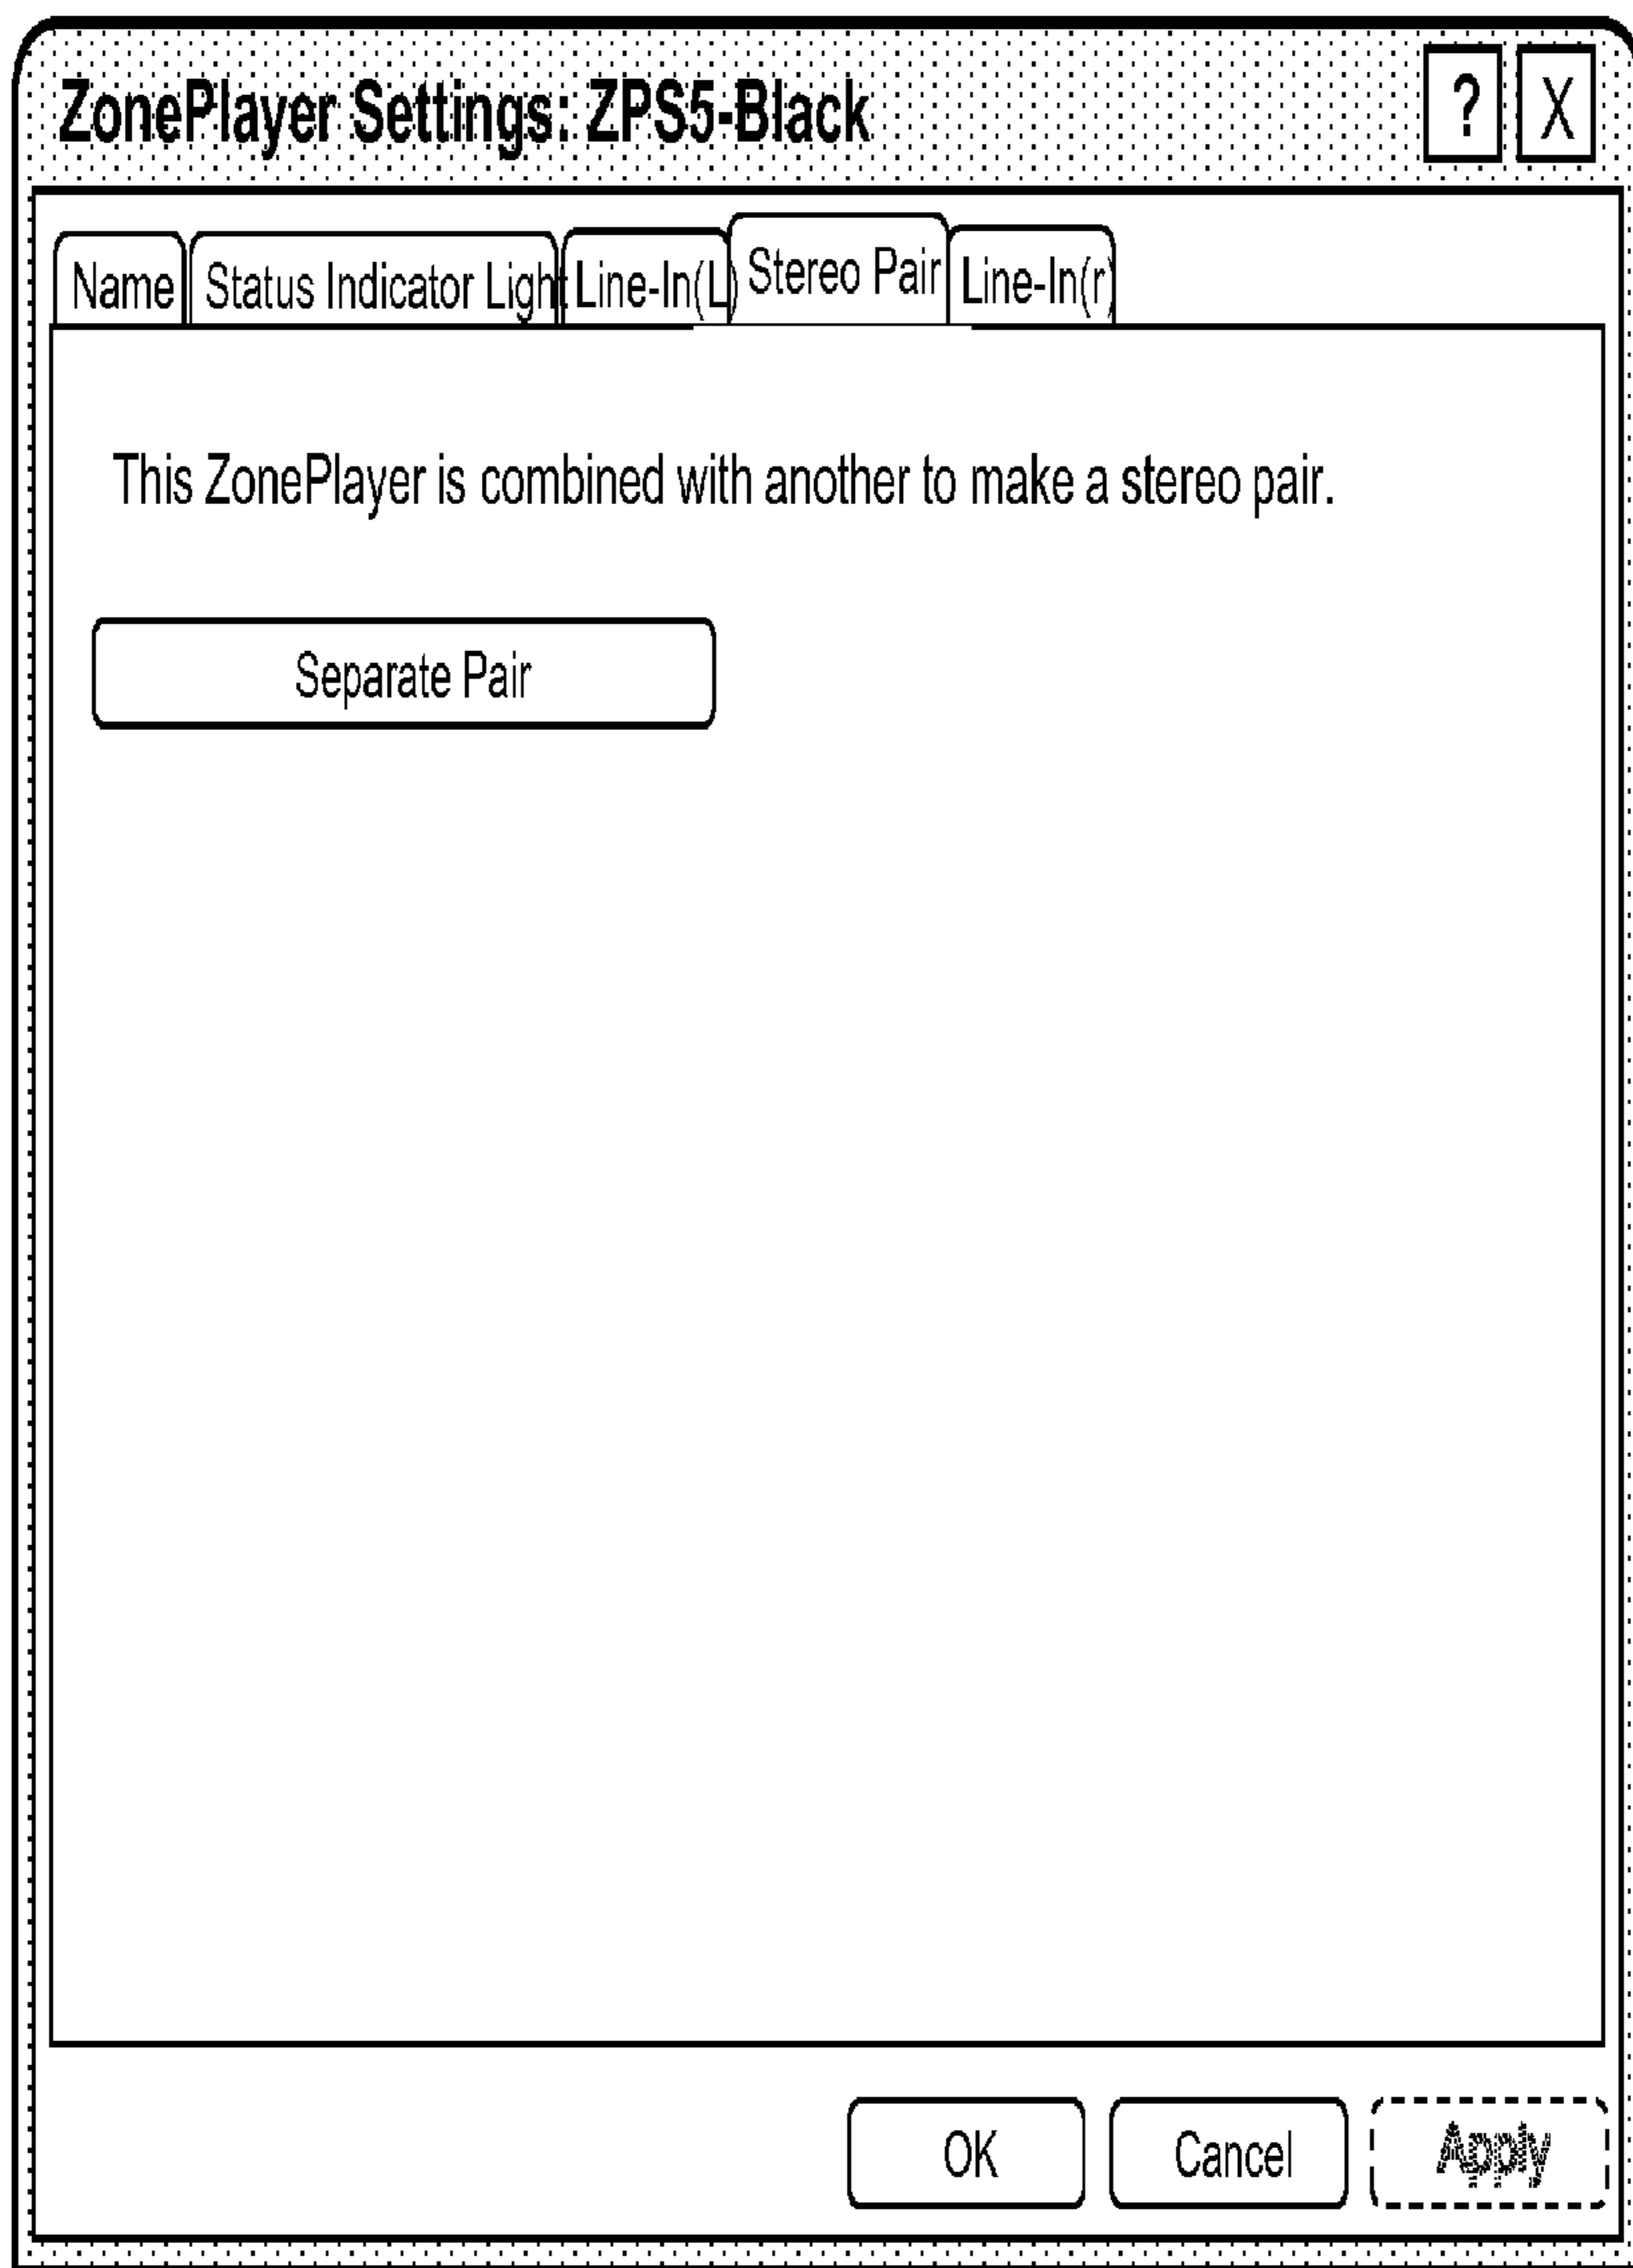 ZonePlayer Settings: ZPS5-Black ? X
Name Status Indicator Light Line-In(L) Stereo Pair Line-In(r)
This ZonePlayer is combined with another to make a stereo pair.
Separate Pair
OK Cancel Apply